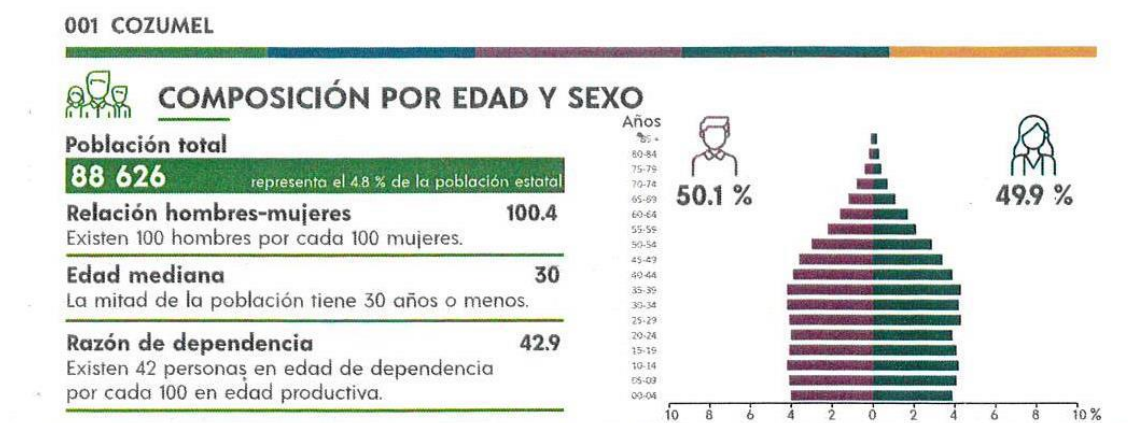 001 COZUMEL
COMPOSICIÓN POR EDAD Y SEXO
Población total
88 626 representa el 4.8 % de la población estatal
Relación hombres-mujeres 100.4
Existen 100 hombres por cada 100 mujeres.
Edad mediana 30
La mitad de la población tiene 30 años o menos.
Razón de dependencia 42.9
Existen 42 personas en edad de dependencia
por cada 100 en edad productiva.
Años
85 +
80-84
75-79
70-74
65-69
60-64
55-59
50-54
45-49
40-44
35-39
30-34
25-29
20-24
15-19
10-14
05-09
00-04
50.1 %
49.9 %
10 8 6 4 2 0 2 4 6 8 10 %